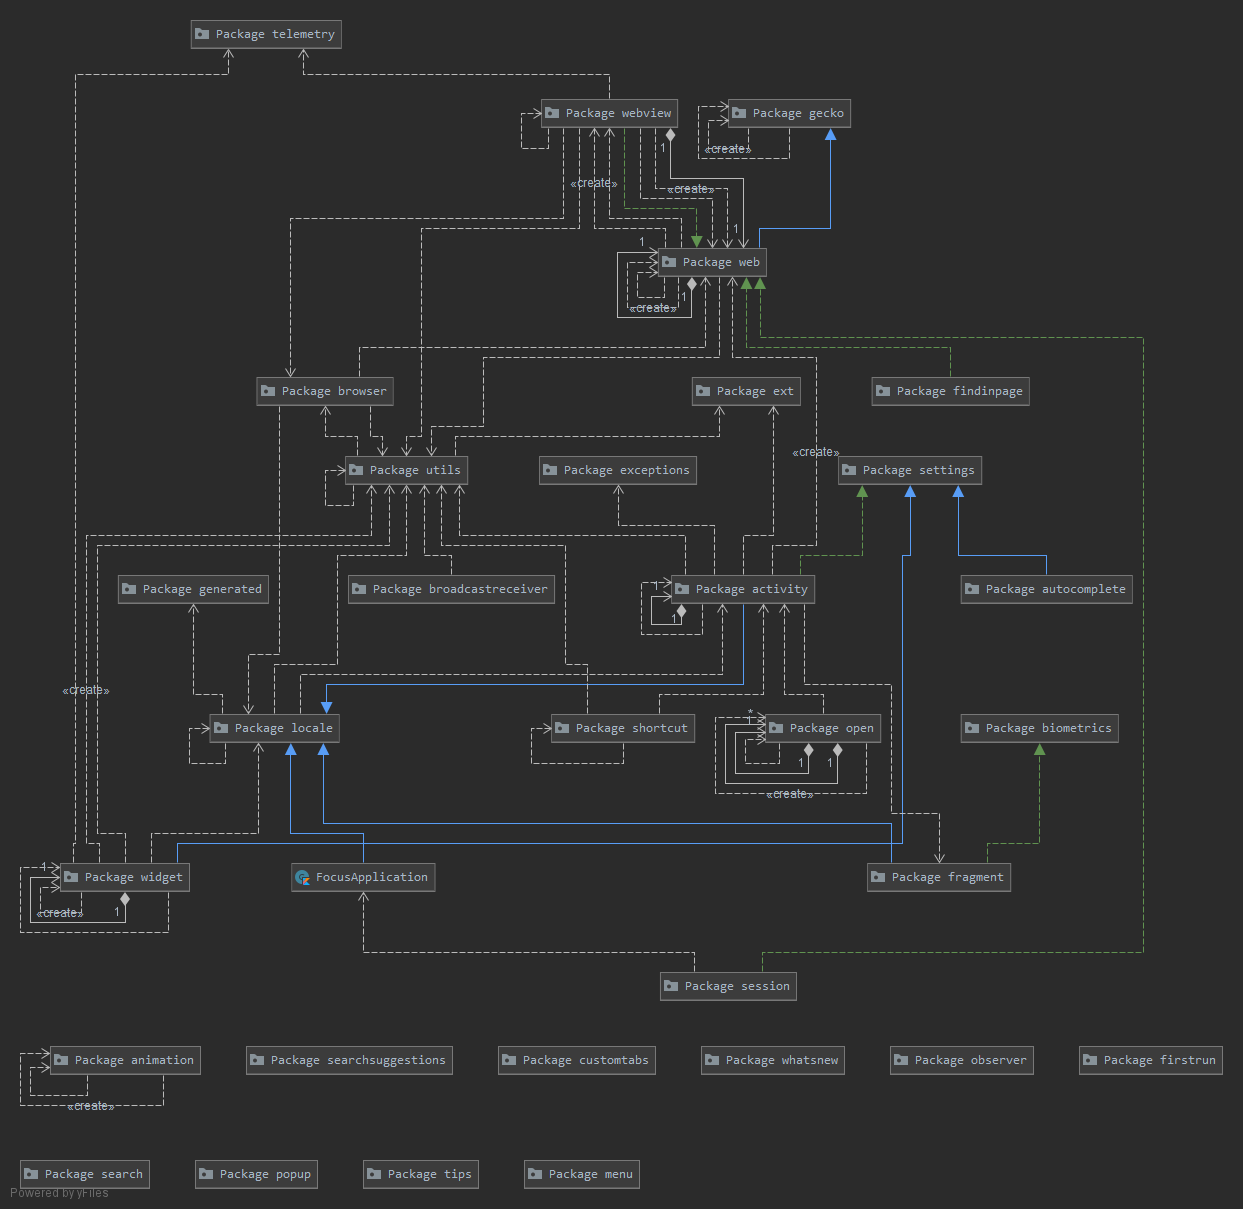 Package telemetry
Package webview
Package gecko
«create»
1
«create»
«create»
1
1
Package web
1
«create»
Package browser
Package ext
Package findinpage
«create»
Package utils
Package exceptions
Package settings
Package generated
Package broadcastreceiver
Package activity
Package autocomplete
1
1
«create»
*
1
Package locale
Package shortcut
Package open
Package biometrics
1
1
«create»
1
Package widget
FocusApplication
Package fragment
«create»
1
Package session
Package animation
Package searchsuggestions
Package customtabs
Package whatsnew
Package observer
Package firstrun
«create»
Package search
Package popup
Package tips
Package menu
Powered by yFiles